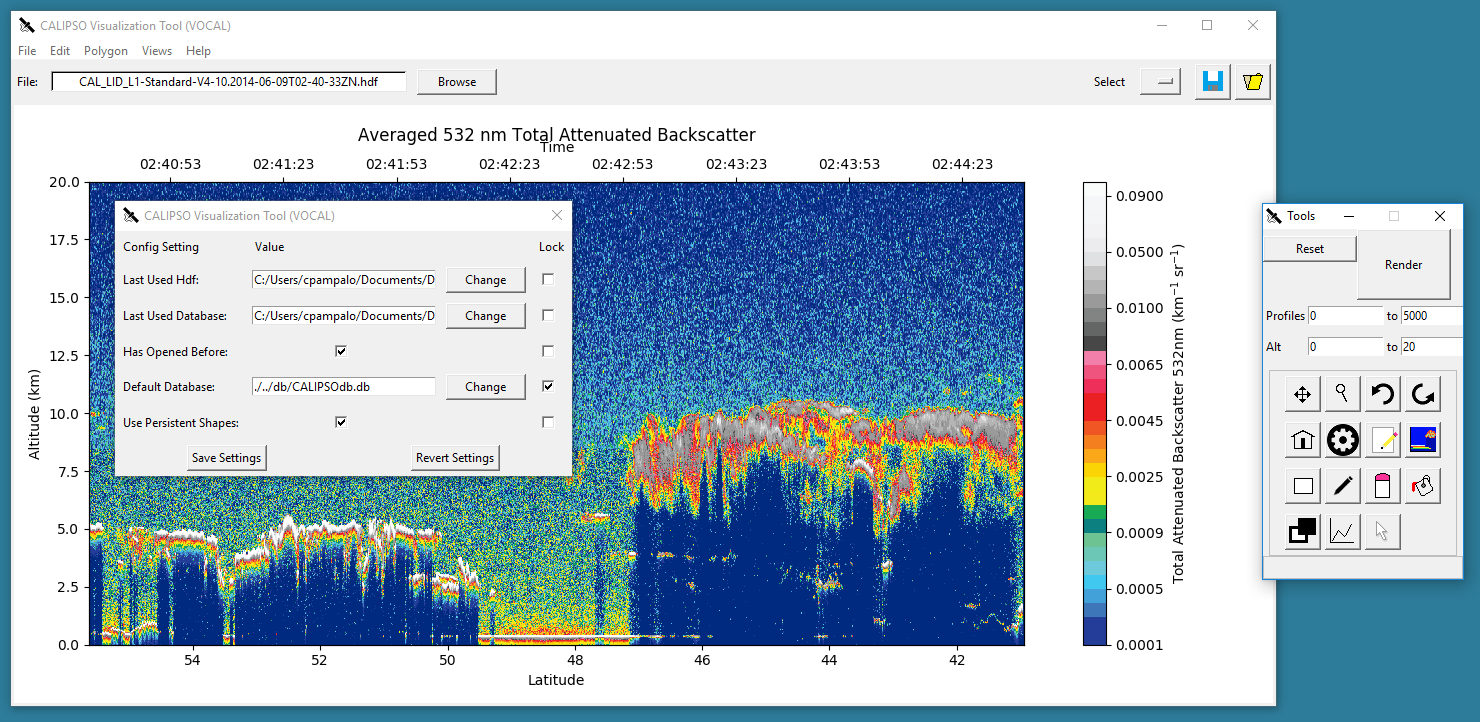 CALIPSO Visualization Tool (VOCAL)
File Edit Polygon Views Help
File: CAL_LID_L1-Standard-V4-10.2014-06-09T02-40-33ZN.hdf Browse Select
Averaged 532 nm Total Attenuated Backscatter
Time
02:40:53 02:41:23 02:41:53 02:42:23 02:42:53 02:43:23 02:43:53 02:44:23
20.0
17.5
15.0
12.5
10.0
7.5
5.0
2.5
0.0
Altitude (km)
54 52 50 48 46 44 42
Latitude
0.0900
0.0500
0.0100
0.0065
0.0045
0.0025
0.0009
0.0005
0.0001
Total Attenuated Backscatter 532nm (km⁻¹ sr⁻¹)
CALIPSO Visualization Tool (VOCAL)
Config Setting Value Lock
Last Used Hdf: C:/Users/cpampalo/Documents/D Change
Last Used Database: C:/Users/cpampalo/Documents/D Change
Has Opened Before:
Default Database: ./../db/CALIPSOdb.db Change
Use Persistent Shapes:
Save Settings Revert Settings
Tools
Reset Render
Profiles 0 to 5000
Alt 0 to 20